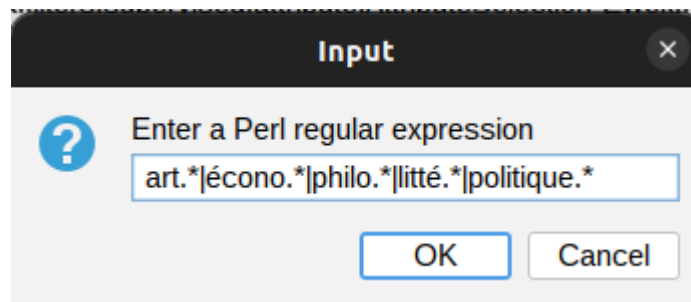 Input
Enter a Perl regular expression
art.*|écono.*|philo.*|litté.*|politique.*
OK Cancel